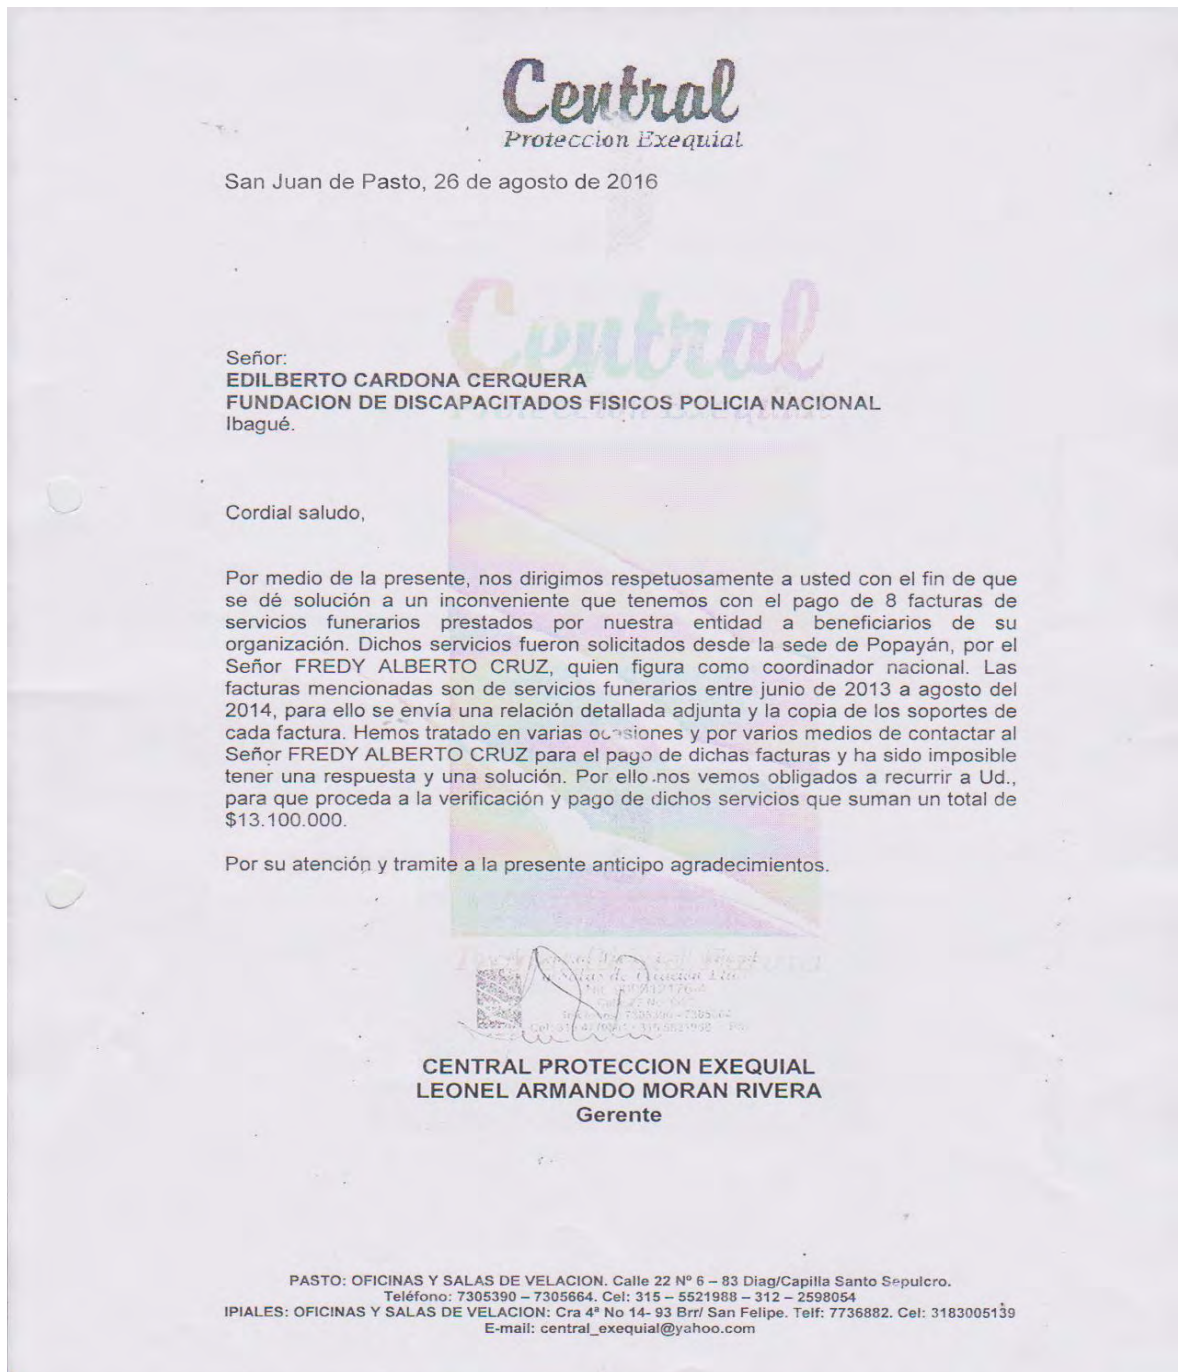 Central
Proteccion Exequial
San Juan de Pasto, 26 de agosto de 2016
Central
Señor:
EDILBERTO CARDONA CERQUERA
FUNDACION DE DISCAPACITADOS FISICOS POLICIA NACIONAL
Ibagué.
Cordial saludo,
Por medio de la presente, nos dirigimos respetuosamente a usted con el fin de que
se dé solución a un inconveniente que tenemos con el pago de 8 facturas de
servicios funerarios prestados por nuestra entidad a beneficiarios de su
organización. Dichos servicios fueron solicitados desde la sede de Popayán, por el
Señor FREDY ALBERTO CRUZ, quien figura como coordinador nacional. Las
facturas mencionadas son de servicios funerarios entre junio de 2013 a agosto del
2014, para ello se envía una relación detallada adjunta y la copia de los soportes de
cada factura. Hemos tratado en varias ocasiones y por varios medios de contactar al
Señor FREDY ALBERTO CRUZ para el pago de dichas facturas y ha sido imposible
tener una respuesta y una solución. Por ello nos vemos obligados a recurrir a Ud.,
para que proceda a la verificación y pago de dichos servicios que suman un total de
$13.100.000.
Por su atención y tramite a la presente anticipo agradecimientos.
CENTRAL PROTECCION EXEQUIAL
LEONEL ARMANDO MORAN RIVERA
Gerente
PASTO: OFICINAS Y SALAS DE VELACION. Calle 22 Nº 6 – 83 Diag/Capilla Santo Sepulcro.
Teléfono: 7305390 – 7305664. Cel: 315 – 5521988 – 312 – 2598054
IPIALES: OFICINAS Y SALAS DE VELACION: Cra 4ª No 14- 93 Brr/ San Felipe. Telf: 7736882. Cel: 3183005139
E-mail: central_exequial@yahoo.com